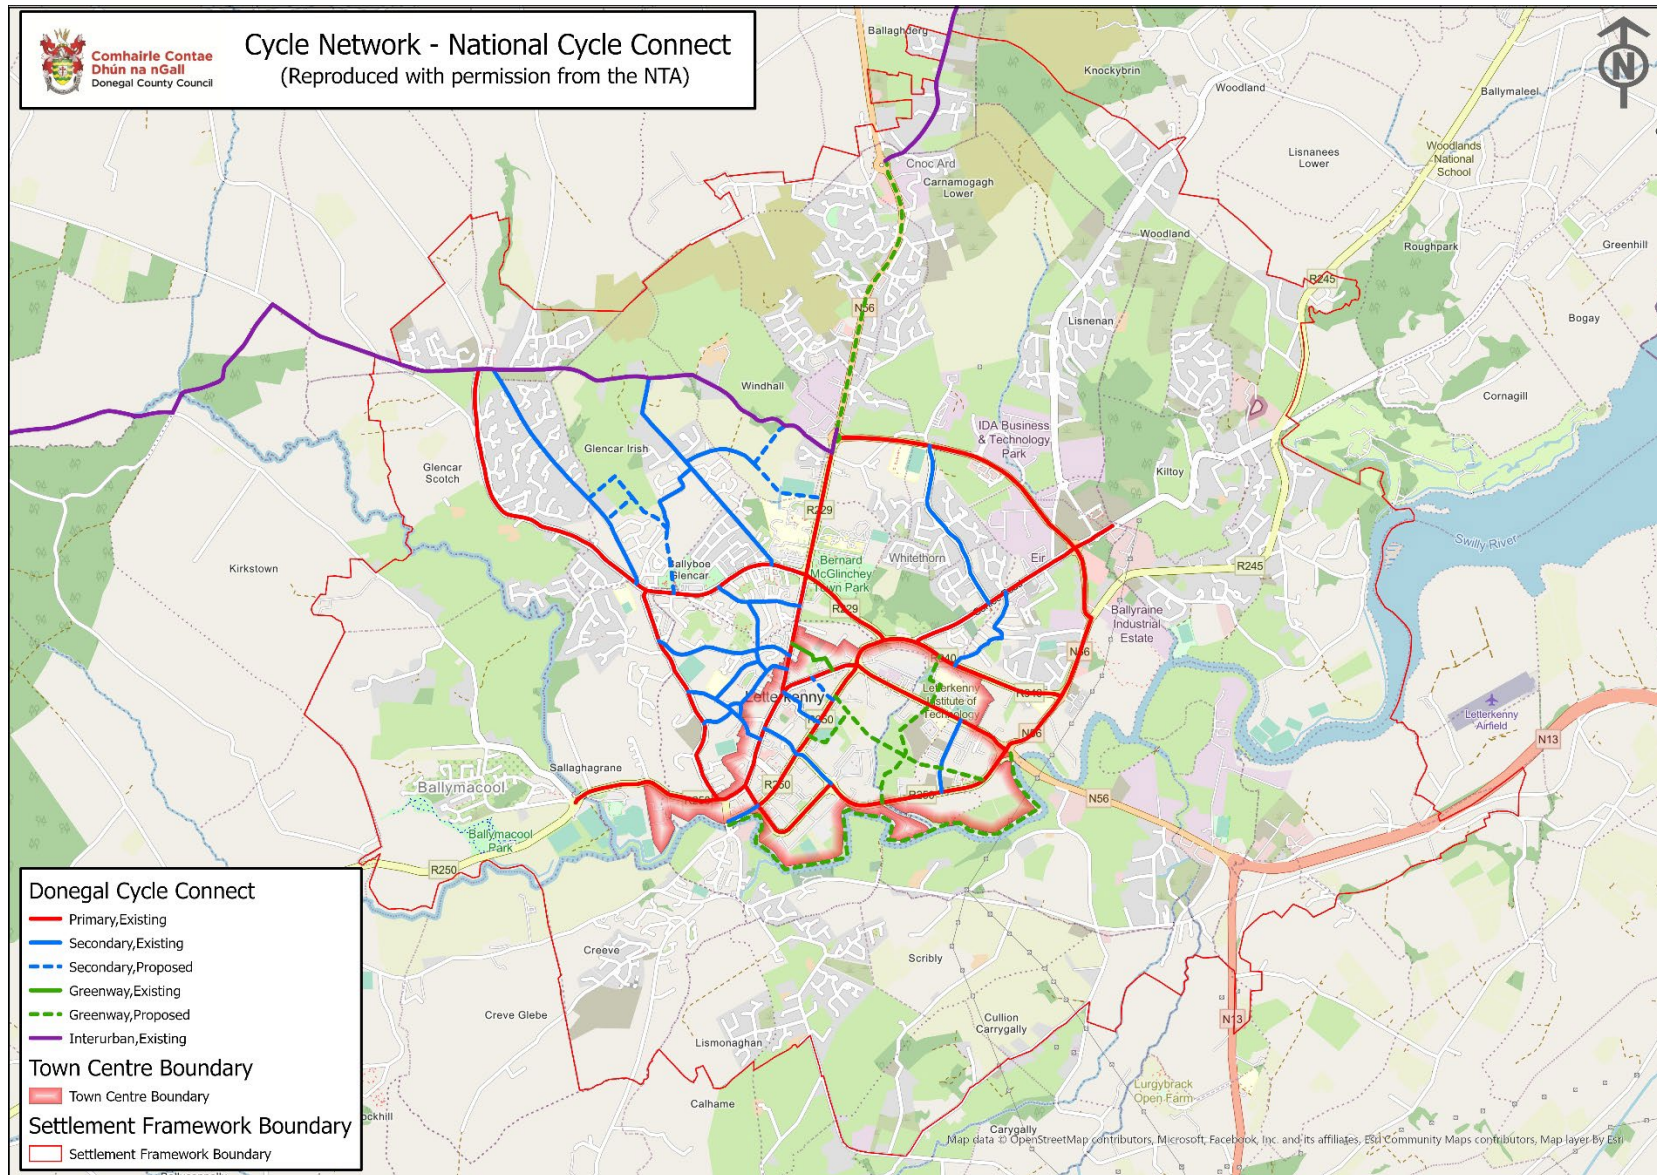 Comhairle Contae
Dhún na nGall
Donegal County Council
Cycle Network - National Cycle Connect
(Reproduced with permission from the NTA)
N
Ballaghderg
Knockybrin
Woodland
Ballymaleel
Lisnanees
Lower
Woodlands
National
School
Cnoc Ard
Carnamogagh
Lower
Woodland
Roughpark
Greenhill
R245
N56
Lisnenan
Bogay
Windhall
Cornagill
IDA Business
& Technology
Park
Glencar Irish
Glencar
Scotch
Kiltoy
R229
Swilly River
Whitethorn
Eir
Bernard
McGlinchey
Town Park
Ballyboe
Glencar
Kirkstown
R245
R229
Ballyraine
Industrial
Estate
N56
Letterkenny
Letterkenny
Institute of
Technology
R940
R250
N56
Letterkenny
Airfield
N13
Sallaghagrane
Ballymacool
R250
R250
R250
N56
Ballymacool
Park
R250
Donegal Cycle Connect
Primary,Existing
Secondary,Existing
Secondary,Proposed
Greenway,Existing
Greenway,Proposed
Interurban,Existing
Town Centre Boundary
Town Centre Boundary
Settlement Framework Boundary
Settlement Framework Boundary
Creeve
Scribly
Creve Glebe
Cullion
Carrygally
N13
Lismonaghan
Lurgybrack
Open Farm
Calhame
Carygally
Map data © OpenStreetMap contributors, Microsoft, Facebook, Inc. and its affiliates, Esri Community Maps contributors, Map layer by Esri